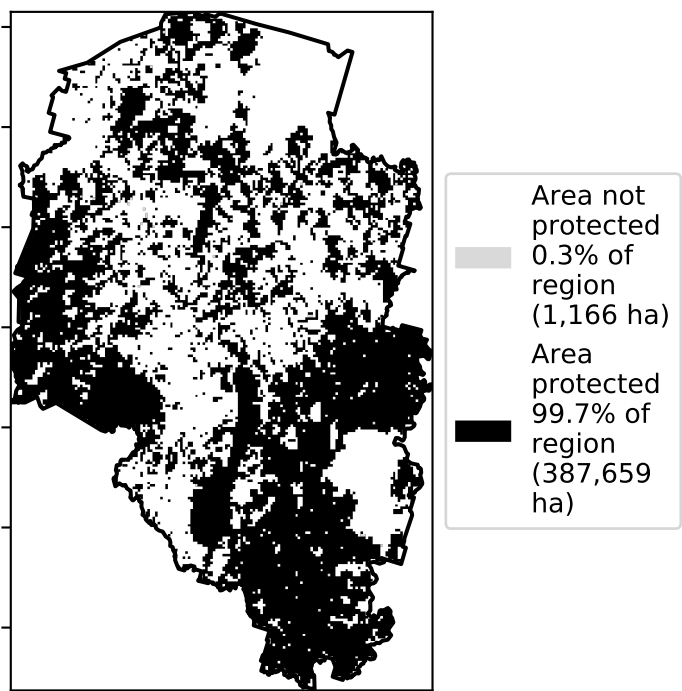 Area not
protected
0.3% of
region
(1,166 ha)
Area
protected
99.7% of
region
(387,659
ha)